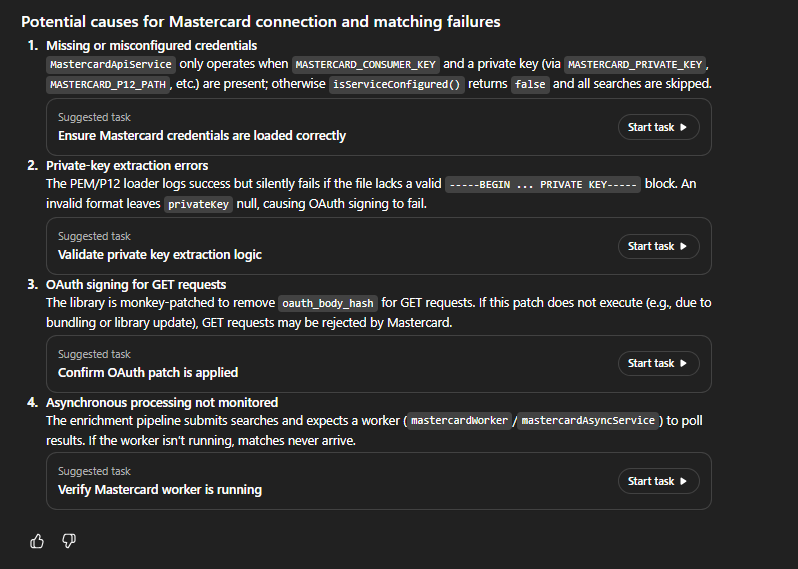 Potential causes for Mastercard connection and matching failures
1. Missing or misconfigured credentials
MastercardApiService only operates when MASTERCARD_CONSUMER_KEY and a private key (via MASTERCARD_PRIVATE_KEY,
MASTERCARD_P12_PATH, etc.) are present; otherwise isServiceConfigured() returns false and all searches are skipped.
Suggested task
Ensure Mastercard credentials are loaded correctly
Start task
2. Private-key extraction errors
The PEM/P12 loader logs success but silently fails if the file lacks a valid -----BEGIN ... PRIVATE KEY----- block. An
invalid format leaves privateKey null, causing OAuth signing to fail.
Suggested task
Validate private key extraction logic
Start task
3. OAuth signing for GET requests
The library is monkey-patched to remove oauth_body_hash for GET requests. If this patch does not execute (e.g., due to
bundling or library update), GET requests may be rejected by Mastercard.
Suggested task
Confirm OAuth patch is applied
Start task
4. Asynchronous processing not monitored
The enrichment pipeline submits searches and expects a worker (mastercardWorker/mastercardAsyncService) to poll
results. If the worker isn't running, matches never arrive.
Suggested task
Verify Mastercard worker is running
Start task